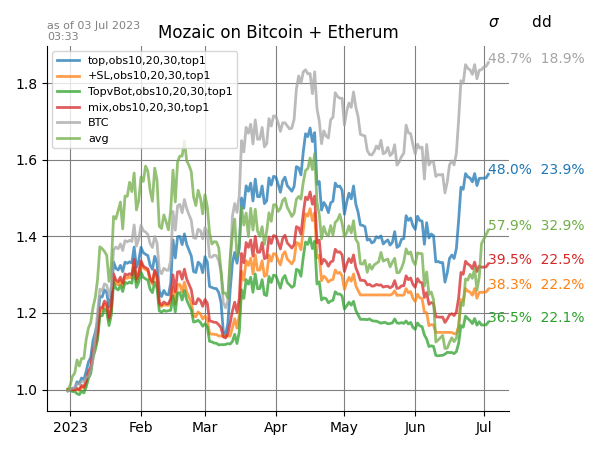 as of 03 Jul 2023
03:33
Mozaic on Bitcoin + Etherum
σ dd
top,obs10,20,30,top1
+SL,obs10,20,30,top1
TopvBot,obs10,20,30,top1
mix,obs10,20,30,top1
BTC
avg
48.7% 18.9%
48.0% 23.9%
57.9% 32.9%
39.5% 22.5%
38.3% 22.2%
36.5% 22.1%
1.8
1.6
1.4
1.2
1.0
2023 Feb Mar Apr May Jun Jul